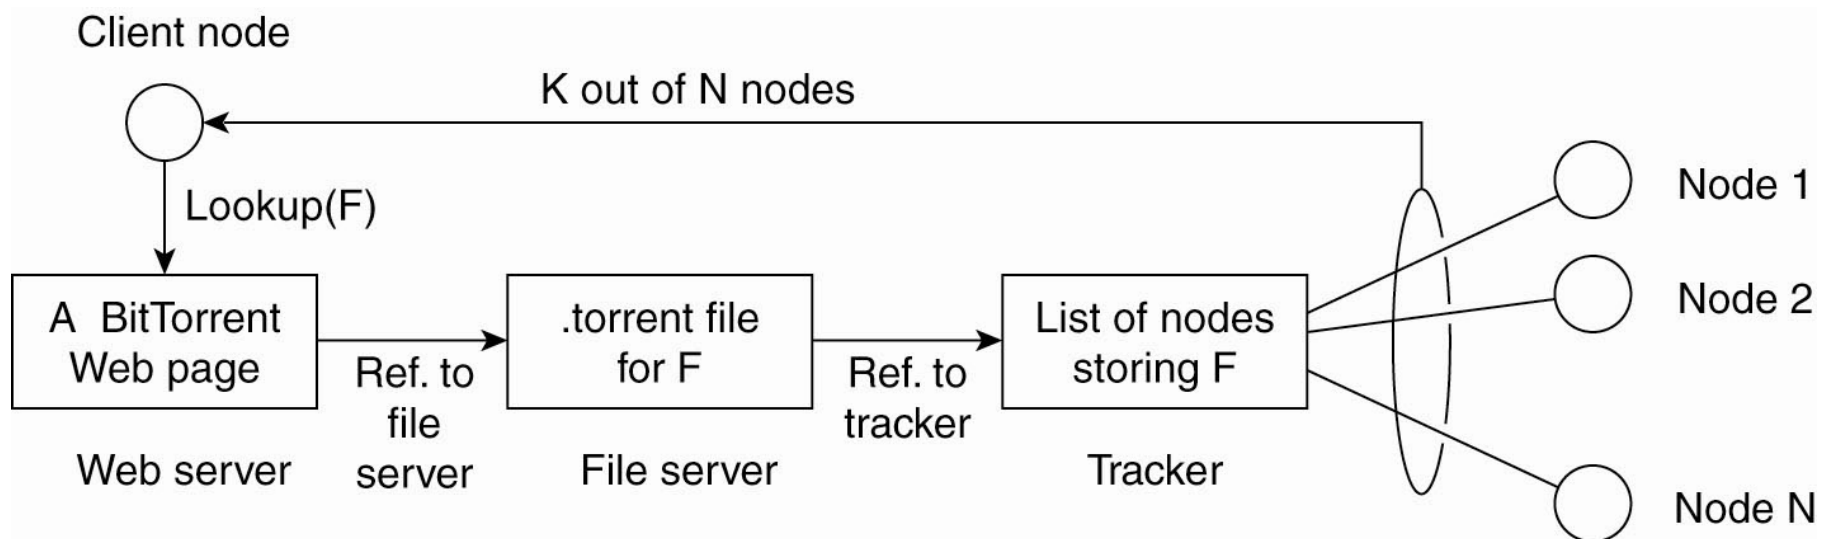 Client node
K out of N nodes
Node 1
Lookup(F)
Node 2
A BitTorrent
Web page
Ref. to
file
server
.torrent file
for F
Ref. to
tracker
List of nodes
storing F
Web server
File server
Tracker
Node N